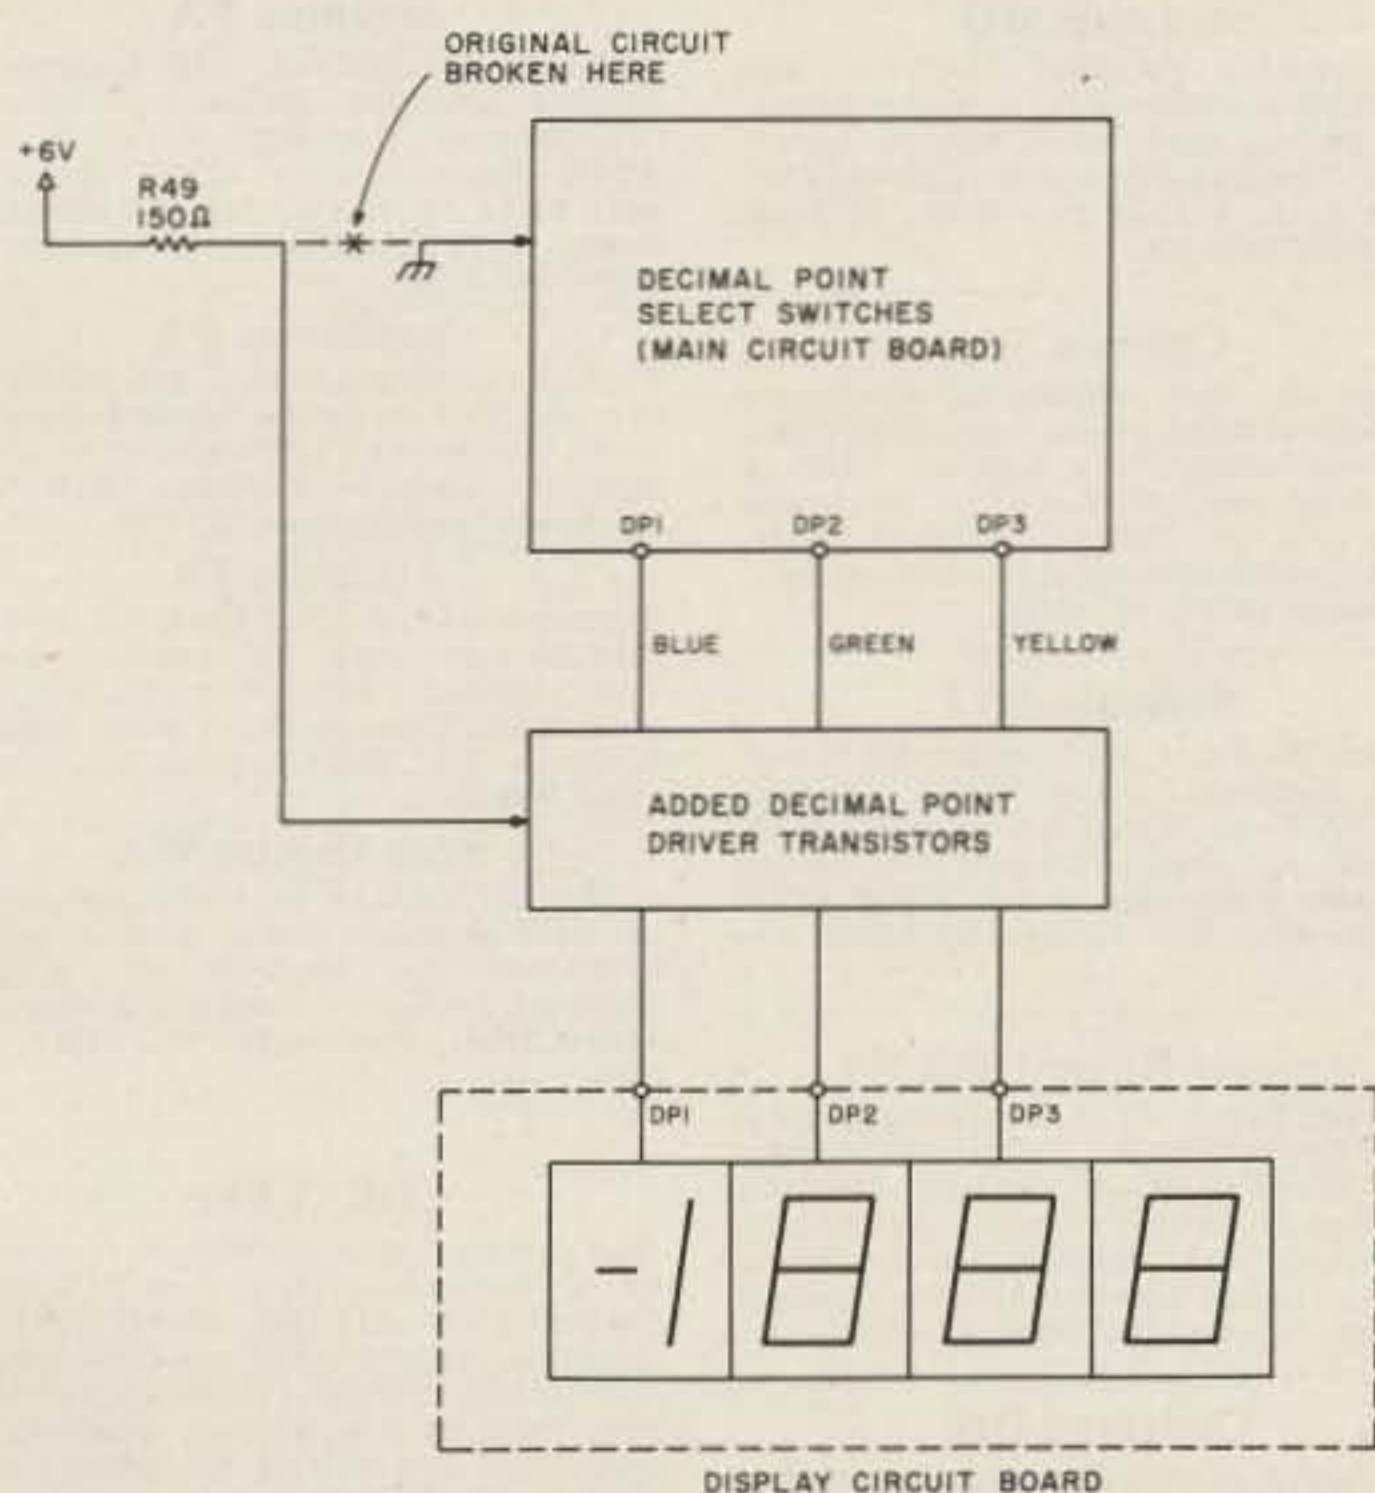 ORIGINAL CIRCUIT
BROKEN HERE
+6V
R49
150Ω
DECIMAL POINT
SELECT SWITCHES
(MAIN CIRCUIT BOARD)
DP1
DP2
DP3
BLUE
GREEN
YELLOW
ADDED DECIMAL POINT
DRIVER TRANSISTORS
DP1
DP2
DP3
-1888
DISPLAY CIRCUIT BOARD